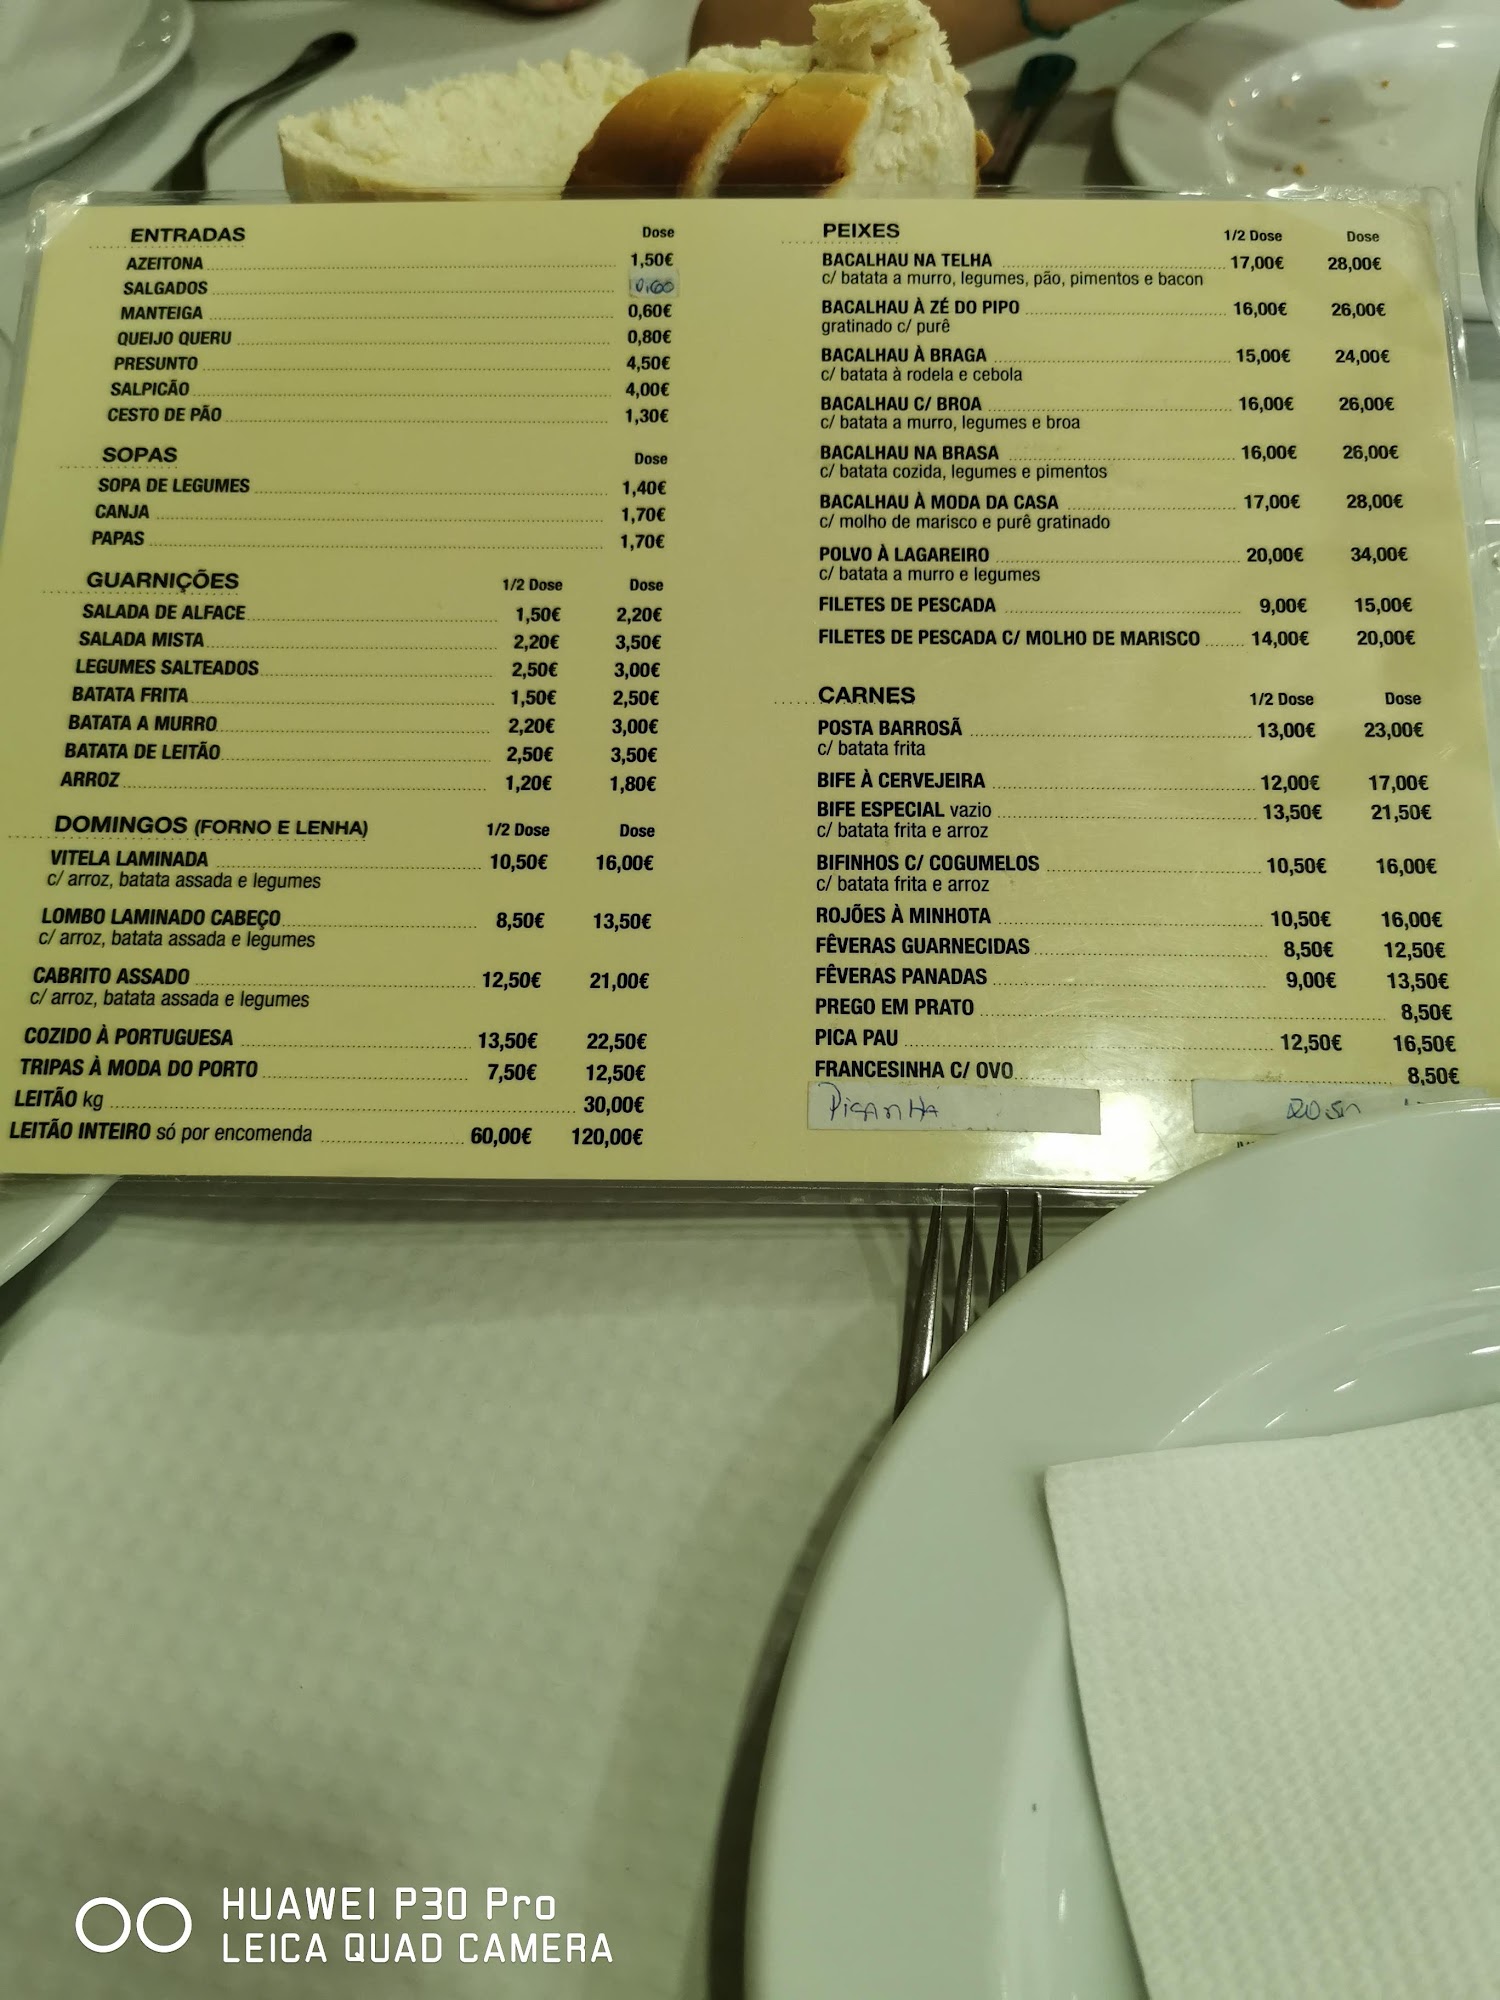 ENTRADAS Dose
AZEITONA 1,50€
SALGADOS 0,60
MANTEIGA 0,60€
QUEIJO QUERU 0,80€
PRESUNTO 4,50€
SALPICÃO 4,00€
CESTO DE PÃO 1,30€
SOPAS Dose
SOPA DE LEGUMES 1,40€
CANJA 1,70€
PAPAS 1,70€
GUARNIÇÕES 1/2 Dose Dose
SALADA DE ALFACE 1,50€ 2,20€
SALADA MISTA 2,20€ 3,50€
LEGUMES SALTEADOS 2,50€ 3,00€
BATATA FRITA 1,50€ 2,50€
BATATA A MURRO 2,20€ 3,00€
BATATA DE LEITÃO 2,50€ 3,50€
ARROZ 1,20€ 1,80€
DOMINGOS (FORNO E LENHA) 1/2 Dose Dose
VITELA LAMINADA 10,50€ 16,00€
c/ arroz, batata assada e legumes
LOMBO LAMINADO CABEÇO 8,50€ 13,50€
c/ arroz, batata assada e legumes
CABRITO ASSADO 12,50€ 21,00€
c/ arroz, batata assada e legumes
COZIDO À PORTUGUESA 13,50€ 22,50€
TRIPAS À MODA DO PORTO 7,50€ 12,50€
LEITÃO kg 30,00€
LEITÃO INTEIRO só por encomenda 60,00€ 120,00€
PEIXES 1/2 Dose Dose
BACALHAU NA TELHA 17,00€ 28,00€
c/ batata a murro, legumes, pão, pimentos e bacon
BACALHAU À ZÉ DO PIPO 16,00€ 26,00€
gratinado c/ purê
BACALHAU À BRAGA 15,00€ 24,00€
c/ batata à rodela e cebola
BACALHAU C/ BROA 16,00€ 26,00€
c/ batata a murro, legumes e broa
BACALHAU NA BRASA 16,00€ 26,00€
c/ batata cozida, legumes e pimentos
BACALHAU À MODA DA CASA 17,00€ 28,00€
c/ molho de marisco e purê gratinado
POLVO À LAGAREIRO 20,00€ 34,00€
c/ batata a murro e legumes
FILETES DE PESCADA 9,00€ 15,00€
FILETES DE PESCADA C/ MOLHO DE MARISCO 14,00€ 20,00€
CARNES 1/2 Dose Dose
POSTA BARROSÃ 13,00€ 23,00€
c/ batata frita
BIFE À CERVEJEIRA 12,00€ 17,00€
BIFE ESPECIAL vazio 13,50€ 21,50€
c/ batata frita e arroz
BIFINHOS C/ COGUMELOS 10,50€ 16,00€
c/ batata frita e arroz
ROJÕES À MINHOTA 10,50€ 16,00€
FÊVERAS GUARNECIDAS 8,50€ 12,50€
FÊVERAS PANADAS 9,00€ 13,50€
PREGO EM PRATO 8,50€
PICA PAU 12,50€ 16,50€
FRANCESINHA C/ OVO 8,50€
PicAnHA
HUAWEI P30 Pro
LEICA QUAD CAMERA